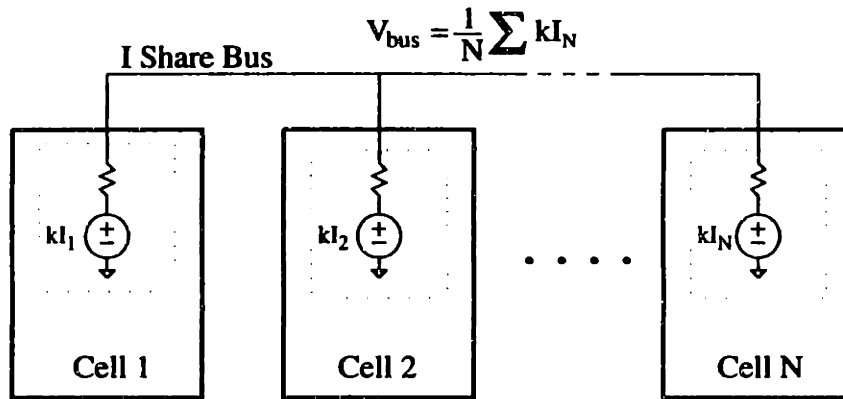 V_bus = 1/N ∑ kI_N
I Share Bus
kI_1
kI_2
kI_N
Cell 1
Cell 2
Cell N